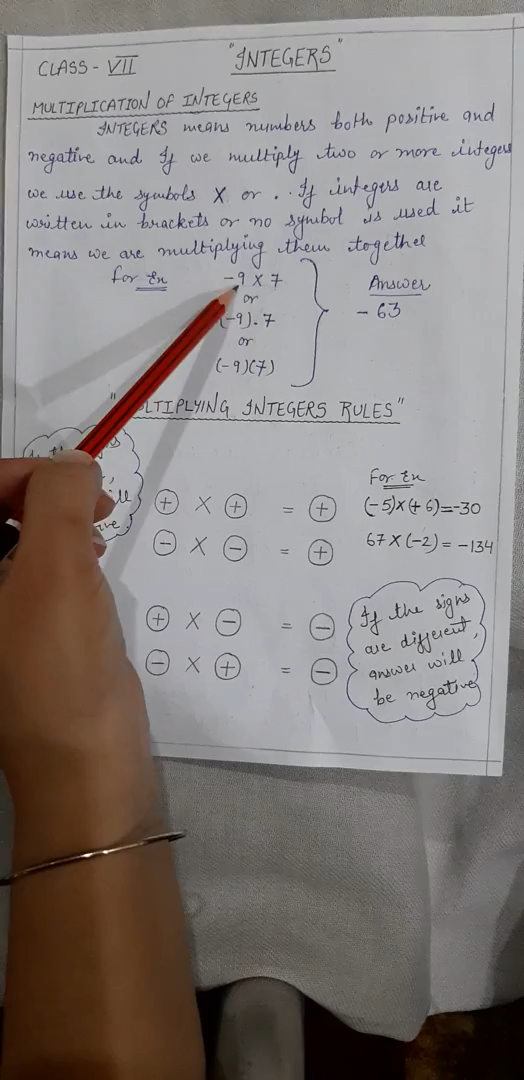 CLASS - VII
"INTEGERS"
MULTIPLICATION OF INTEGERS
INTEGERS means numbers both positive and
negative and If we multiply two or more integers
we use the symbols X or . . If integers are
written in brackets or no symbol is used it
means we are multiplying them together
for Ex
-9 X 7
or
(-9). 7
or
(-9)(7)
Answer
- 63
INTEGERS RULES"
+ X + = +
- X - = +
For Ex
(-5)x(+6)=-30
67 X (-2) = -134
+ X - = -
- X + = -
If the signs
are different,
answer will
be negative